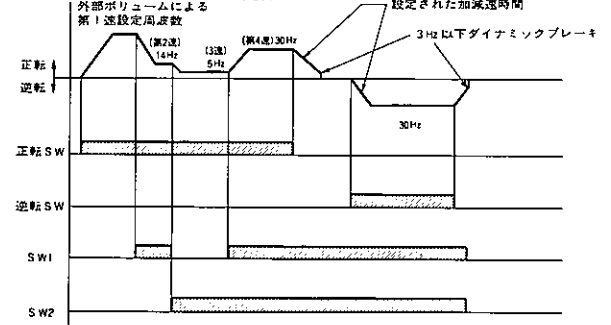 外部ボリュームによる
第1速設定周波数
設定された加減速時間
3Hz以下ダイナミックブレーキ
(第2速)
14Hz
(3速)
5Hz
(第4速)30Hz
正転
逆転
30Hz
正転SW
逆転SW
SW1
SW2